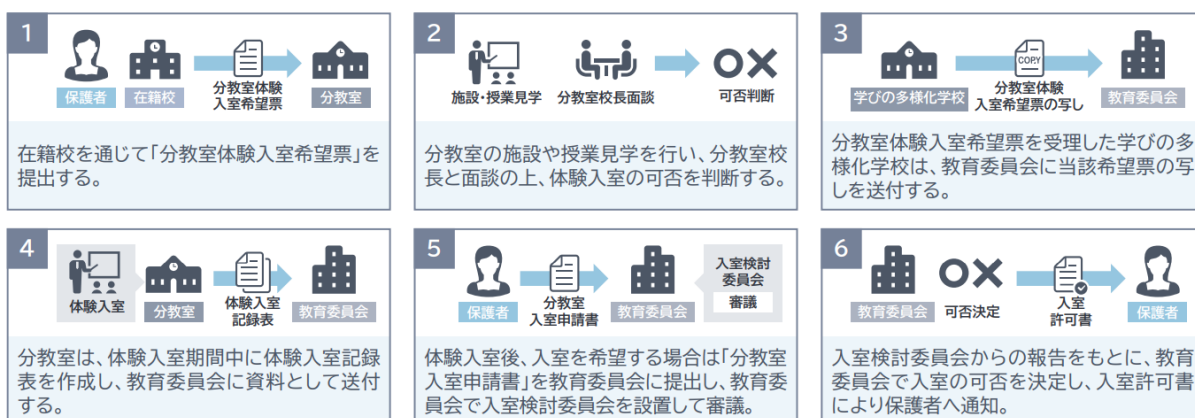 1
保護者
在籍校
分教室体験
入室希望票
分教室
在籍校を通じて「分教室体験入室希望票」を
提出する。
2
施設・授業見学
分教室校長面談
可否判断
分教室の施設や授業見学を行い、分教室校
長と面談の上、体験入室の可否を判断する。
3
学びの多様化学校
COPY
分教室体験
入室希望票の写し
教育委員会
分教室体験入室希望票を受理した学びの多
様化学校は、教育委員会に当該希望票の写
しを送付する。
4
体験入室
分教室
体験入室
記録表
教育委員会
分教室は、体験入室期間中に体験入室記録
表を作成し、教育委員会に資料として送付
する。
5
保護者
分教室
入室申請書
教育委員会
入室検討
委員会
審議
体験入室後、入室を希望する場合は「分教室
入室申請書」を教育委員会に提出し、教育委
員会で入室検討委員会を設置して審議。
6
教育委員会
可否決定
入室
許可書
保護者
入室検討委員会からの報告をもとに、教育
委員会で入室の可否を決定し、入室許可書
により保護者へ通知。